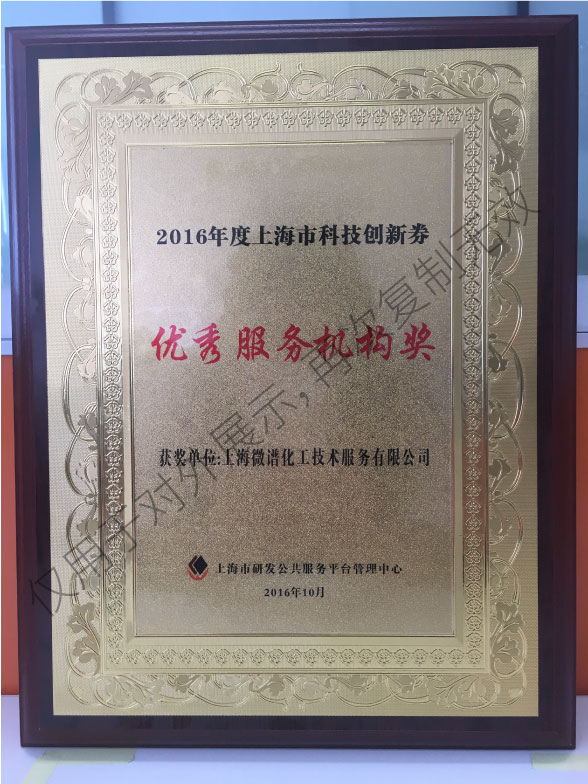 2016年度上海市科技创新券
优秀服务机构奖
获奖单位:上海微谱化工技术服务有限公司
上海市研发公共服务平台管理中心
2016年10月
仅用于对外展示,再次复制无效